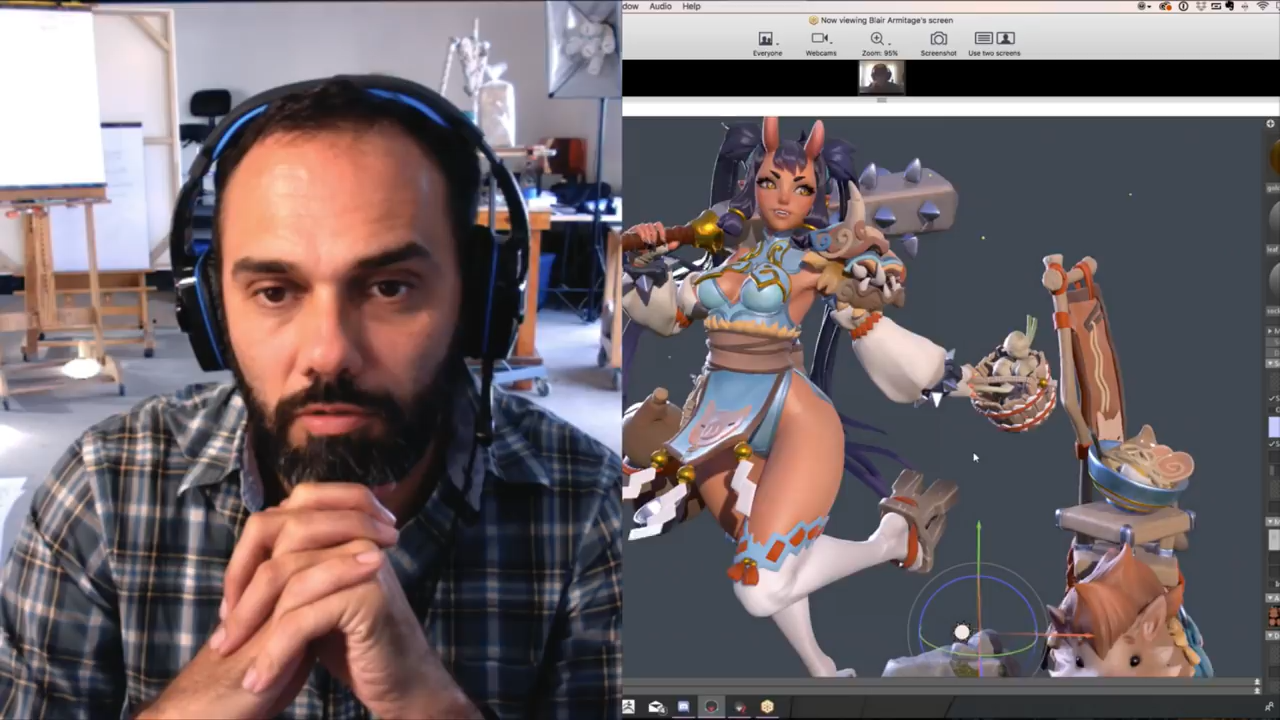 dow Audio Help
Now viewing Blair Armitage's screen
Everyone Webcams Zoom: 95% Screenshot Use two screens